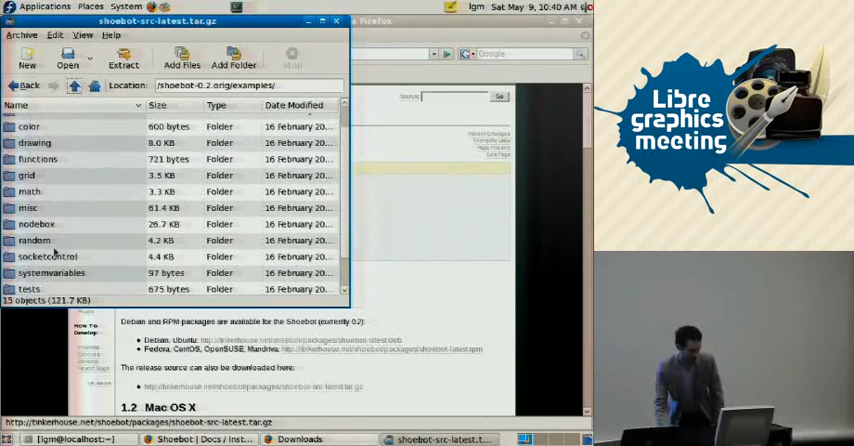 Applications Places System
lgm Sat May 9, 10:40 AM
shoebot-src-latest.tar.gz
Firefox
Archive Edit View Help
New Open Extract Add Files Add Folder Stop
Google
Back Location: /shoebot-0.2.orig/examples/
Name Size Type Date Modified
color 600 bytes Folder 16 February 20...
drawing 8.0 KB Folder 16 February 20...
functions 721 bytes Folder 16 February 20...
grid 3.5 KB Folder 16 February 20...
math 3.3 KB Folder 16 February 20...
misc 61.4 KB Folder 16 February 20...
nodebox 26.7 KB Folder 16 February 20...
random 4.2 KB Folder 16 February 20...
socketcontrol 4.4 KB Folder 16 February 20...
systemvariables 97 bytes Folder 16 February 20...
tests 675 bytes Folder 16 February 20...
15 objects (121.7 KB)
Go
Debian and RPM packages are available for the Shoebot (currently 0.2):
Debian, Ubuntu: http://tinkerhouse.net/shoebot/packages/shoebot-latest.deb
Fedora, CentOS, OpenSUSE, Mandriva: http://tinkerhouse.net/shoebot/packages/shoebot-latest.rpm
The release source can also be downloaded here:
http://tinkerhouse.net/shoebot/packages/shoebot-src-latest.tar.gz
1.2 Mac OS X
http://tinkerhouse.net/shoebot/packages/shoebot-src-latest.tar.gz
[lgm@localhost:~] Shoebot | Docs / Inst... Downloads shoebot-src-latest.t...
Libre
graphics
meeting